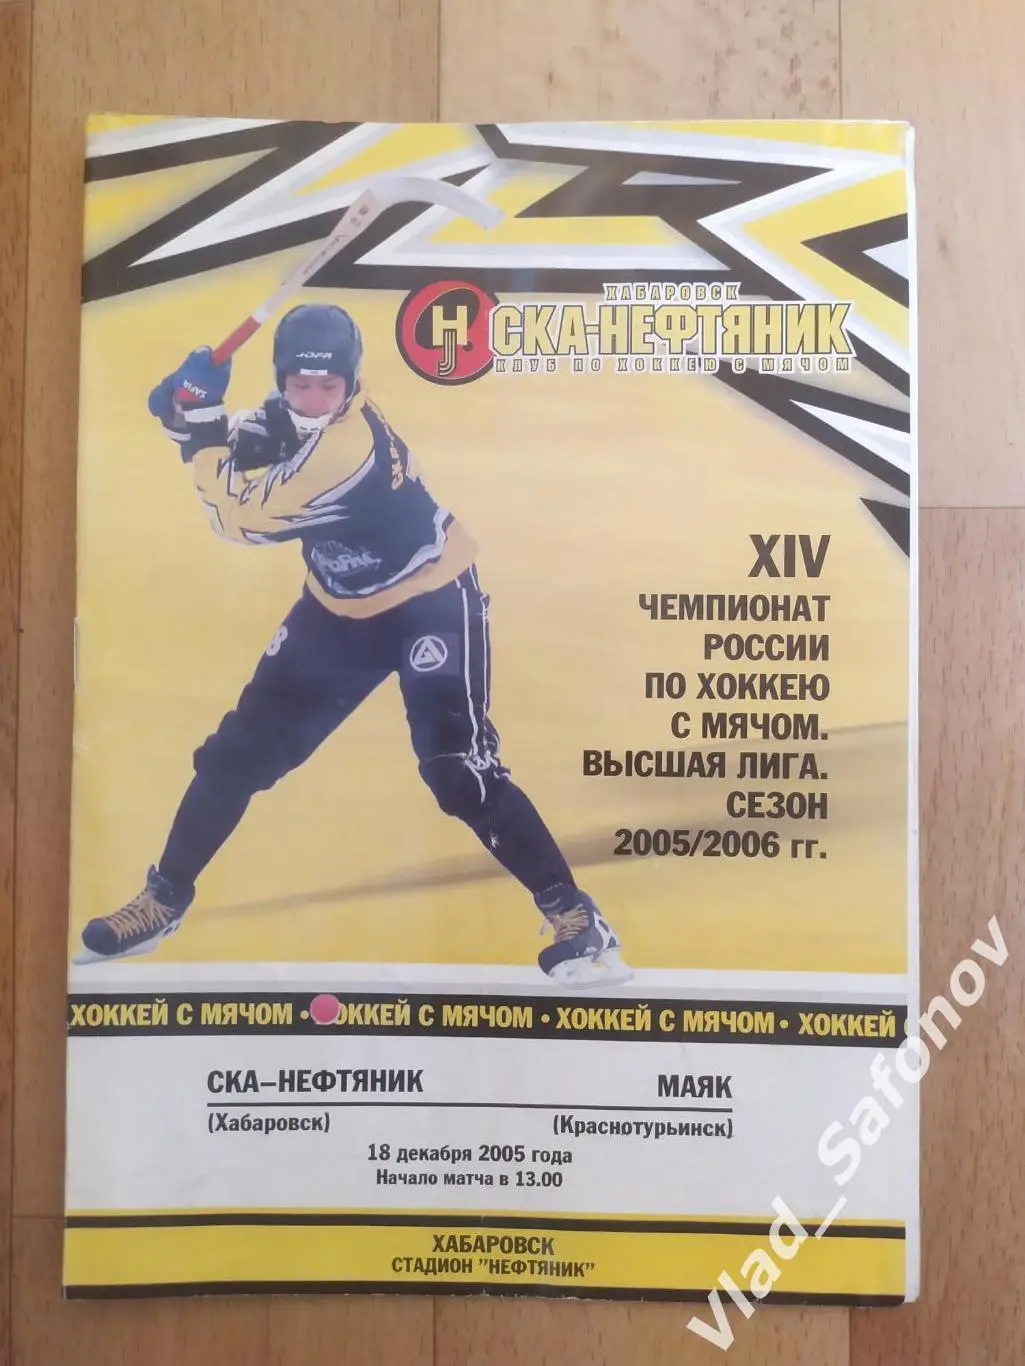 ХАБАРОВСК
СКА-НЕФТЯНИК
КЛУБ ПО ХОККЕЮ С МЯЧОМ
JOFA
XIV
ЧЕМПИОНАТ
РОССИИ
ПО ХОККЕЮ
С МЯЧОМ.
ВЫСШАЯ ЛИГА.
СЕЗОН
2005/2006 гг.
ХОККЕЙ С МЯЧОМ • ХОККЕЙ С МЯЧОМ • ХОККЕЙ С МЯЧОМ • ХОККЕЙ С
СКА–НЕФТЯНИК МАЯК
(Хабаровск) (Краснотурьинск)
18 декабря 2005 года
Начало матча в 13.00
ХАБАРОВСК
СТАДИОН "НЕФТЯНИК"
Vlad_Safonov